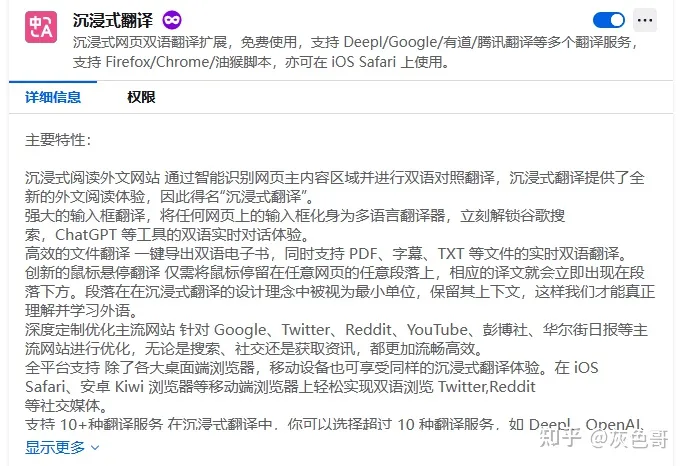 沉浸式翻译
沉浸式网页双语翻译扩展，免费使用，支持 Deepl/Google/有道/腾讯翻译等多个翻译服务，
支持 Firefox/Chrome/油猴脚本，亦可在 iOS Safari 上使用。
详细信息 权限
主要特性：
沉浸式阅读外文网站 通过智能识别网页主内容区域并进行双语对照翻译，沉浸式翻译提供了全
新的外文阅读体验，因此得名“沉浸式翻译”。
强大的输入框翻译，将任何网页上的输入框化身为多语言翻译器，立刻解锁谷歌搜
索，ChatGPT 等工具的双语实时对话体验。
高效的文件翻译 一键导出双语电子书，同时支持 PDF、字幕、TXT 等文件的实时双语翻译。
创新的鼠标悬停翻译 仅需将鼠标停留在任意网页的任意段落上，相应的译文就会立即出现在段
落下方。段落在在沉浸式翻译的设计理念中被视为最小单位，保留其上下文，这样我们才能真正
理解并学习外语。
深度定制优化主流网站 针对 Google、Twitter、Reddit、YouTube、彭博社、华尔街日报等主
流网站进行优化，无论是搜索、社交还是获取资讯，都更加流畅高效。
全平台支持 除了各大桌面端浏览器，移动设备也可享受同样的沉浸式翻译体验。在 iOS
Safari、安卓 Kiwi 浏览器等移动端浏览器上轻松实现双语浏览 Twitter,Reddit
等社交媒体。
支持 10+种翻译服务 在沉浸式翻译中，你可以选择超过 10 种翻译服务，如 Deepl，OpenAI,
显示更多
知乎 @灰色哥